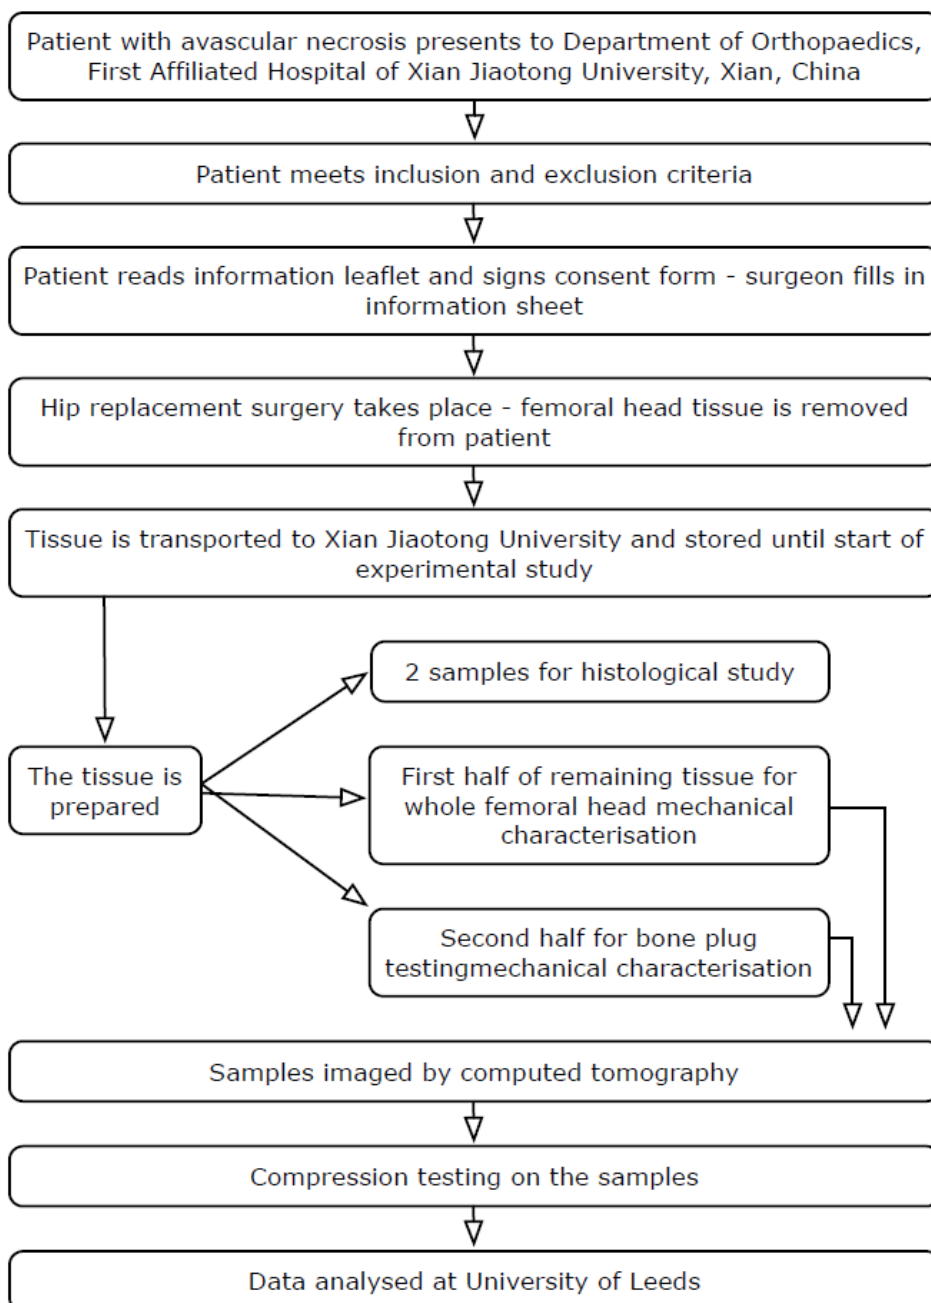 Patient with avascular necrosis presents to Department of Orthopaedics,
First Affiliated Hospital of Xian Jiaotong University, Xian, China
Patient meets inclusion and exclusion criteria
Patient reads information leaflet and signs consent form - surgeon fills in
information sheet
Hip replacement surgery takes place - femoral head tissue is removed
from patient
Tissue is transported to Xian Jiaotong University and stored until start of
experimental study
2 samples for histological study
The tissue is
prepared
First half of remaining tissue for
whole femoral head mechanical
characterisation
Second half for bone plug
testingmechanical characterisation
Samples imaged by computed tomography
Compression testing on the samples
Data analysed at University of Leeds